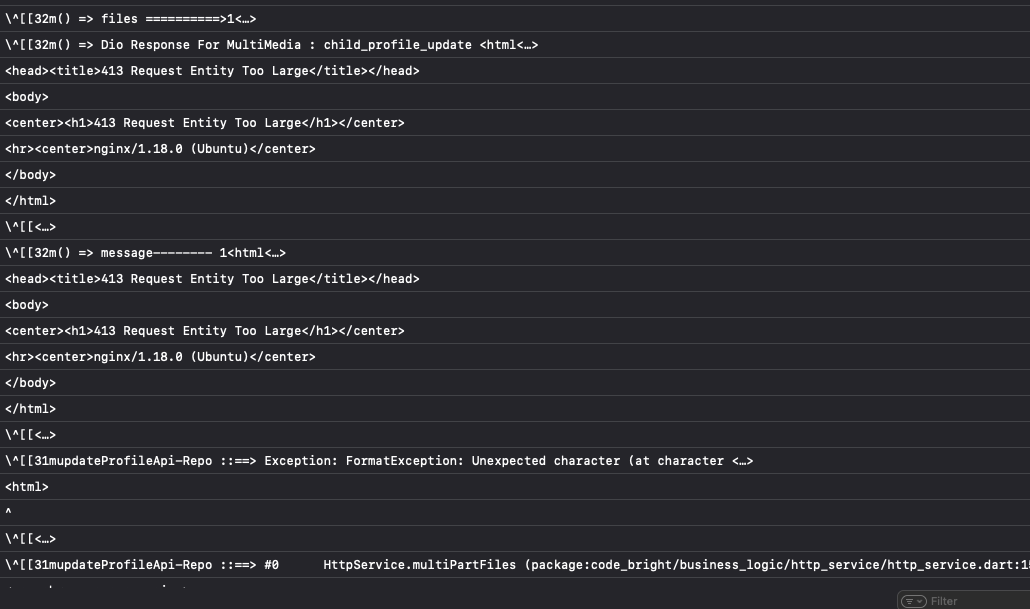 \^[[32m() => files ==========>1<…>
\^[[32m() => Dio Response For MultiMedia : child_profile_update <html<…>
<head><title>413 Request Entity Too Large</title></head>
<body>
<center><h1>413 Request Entity Too Large</h1></center>
<hr><center>nginx/1.18.0 (Ubuntu)</center>
</body>
</html>
\^[[<…>
\^[[32m() => message-------- 1<html<…>
<head><title>413 Request Entity Too Large</title></head>
<body>
<center><h1>413 Request Entity Too Large</h1></center>
<hr><center>nginx/1.18.0 (Ubuntu)</center>
</body>
</html>
\^[[<…>
\^[[31mupdateProfileApi-Repo ::==> Exception: FormatException: Unexpected character (at character <…>
<html>
^
\^[[<…>
\^[[31mupdateProfileApi-Repo ::==> #0      HttpService.multiPartFiles (package:code_bright/business_logic/http_service/http_service.dart:1
Filter